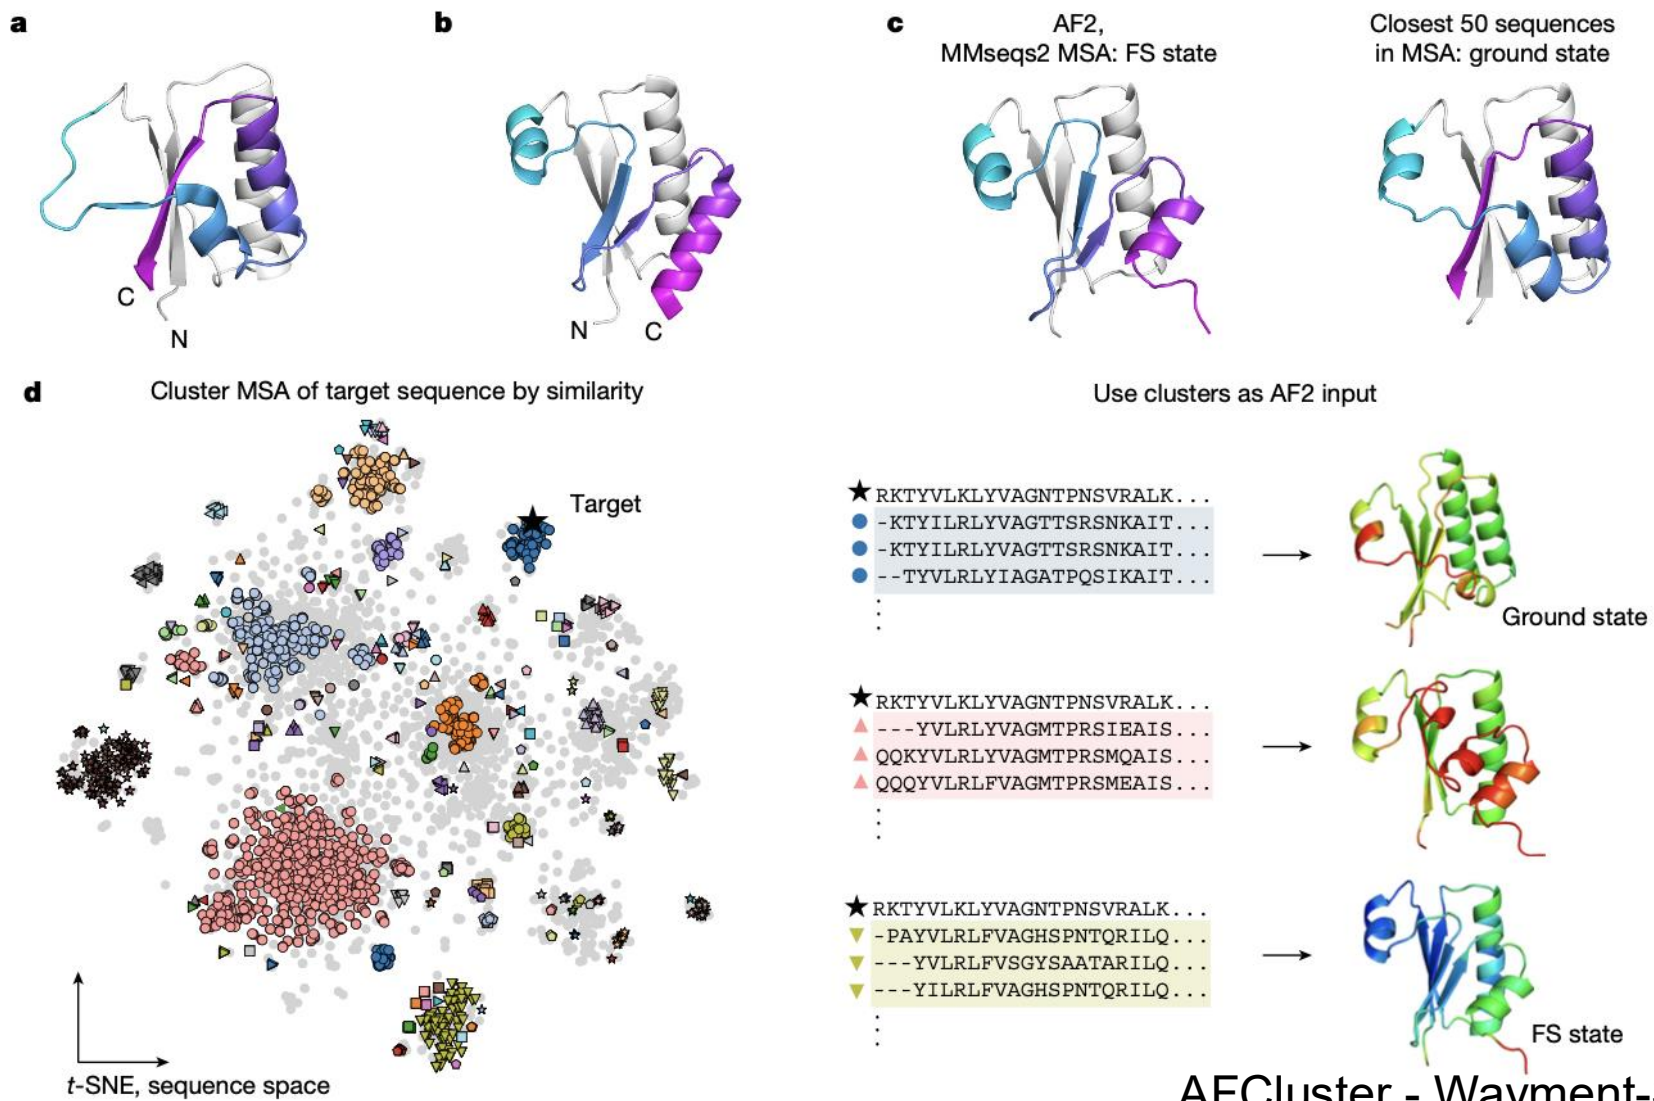 a
b
c
AF2,
MMseqs2 MSA: FS state
Closest 50 sequences
in MSA: ground state
C
N
N
C
d
Cluster MSA of target sequence by similarity
Use clusters as AF2 input
Target
RKTYVLKLYVAGNTPNSVRALK...
-KTYILRLYVAGTTSRSNKAIT...
-KTYILRLYVAGTTSRSNKAIT...
--TYVLRLYIAGATPQSIKAIT...
Ground state
RKTYVLKLYVAGNTPNSVRALK...
---YVLRLYVAGMTPRSIEAIS...
QQKYVLRLYVAGMTPRSMQAIS...
QQQYVLRLFVAGMTPRSMEAIS...
RKTYVLKLYVAGNTPNSVRALK...
-PAYVLRLFVAGHSPNTQRILQ...
---YVLRLFVSGYSAATARILQ...
---YILRLFVAGHSPNTQRILQ...
FS state
t-SNE, sequence space
AFCluster - Wayment-